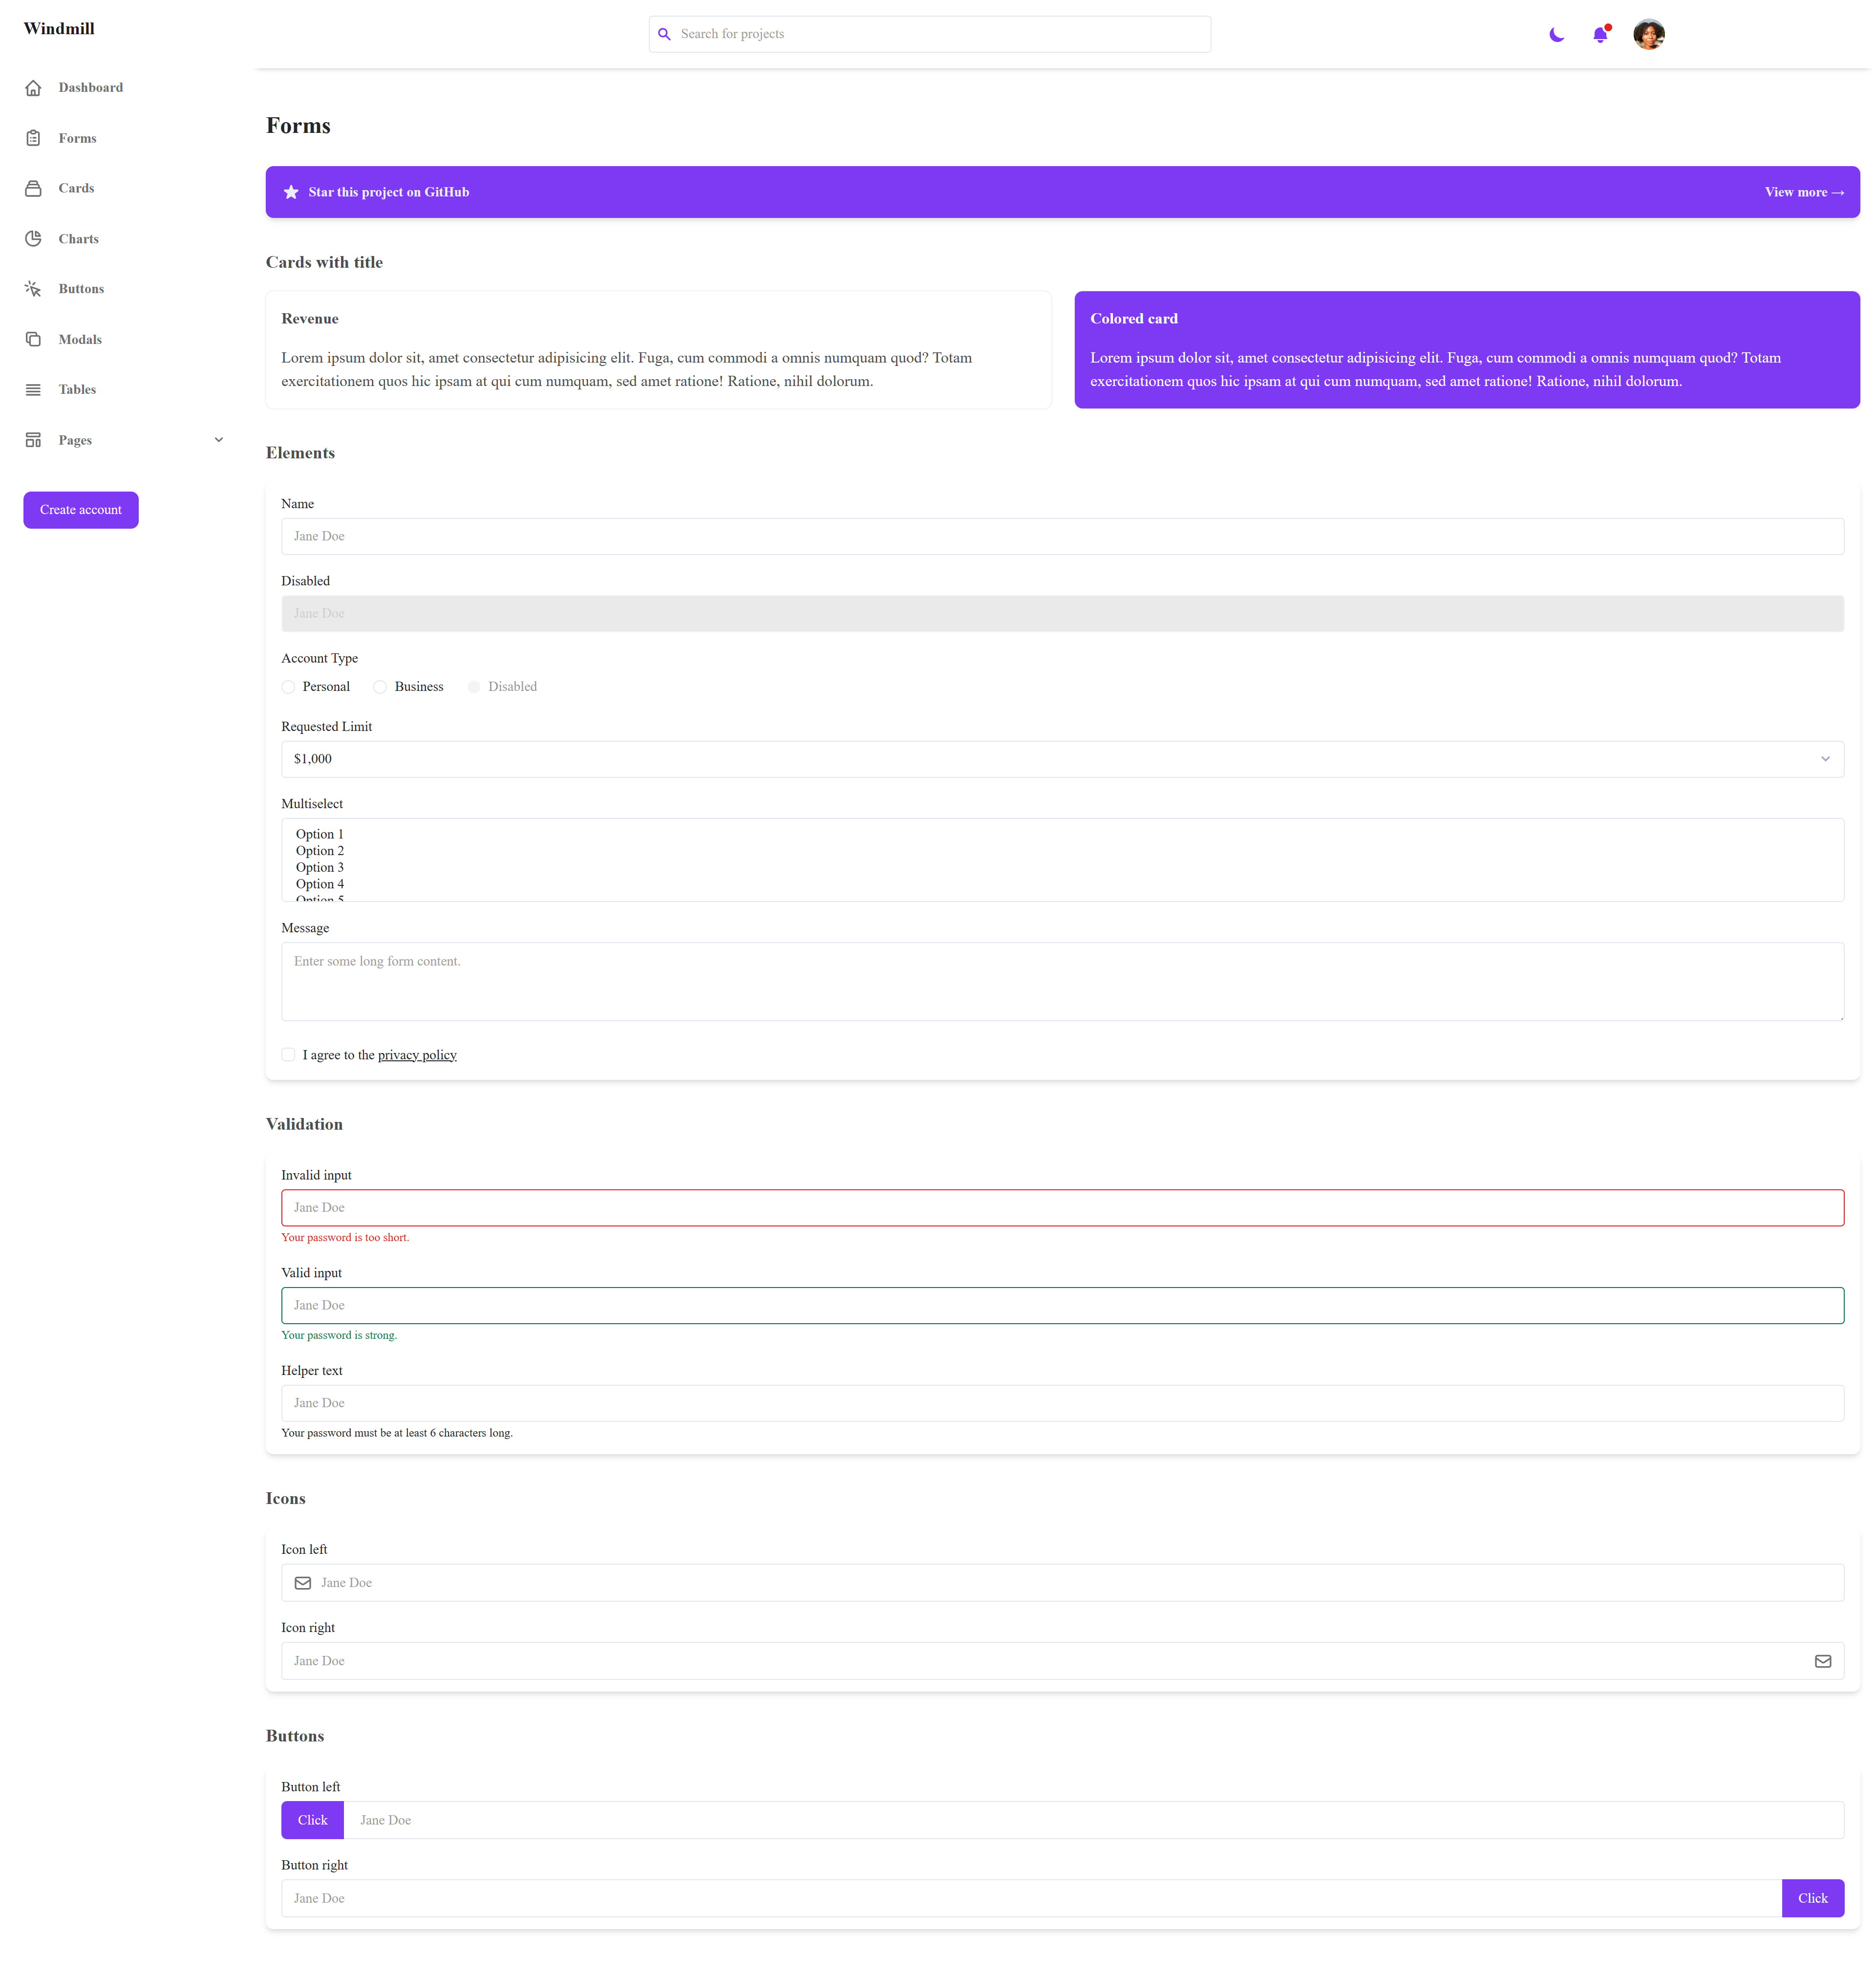 Windmill
Search for projects
Dashboard
Forms
Cards
Charts
Buttons
Modals
Tables
Pages
Create account
Forms
Star this project on GitHub
View more →
Cards with title
Revenue
Lorem ipsum dolor sit, amet consectetur adipisicing elit. Fuga, cum commodi a omnis numquam quod? Totam
exercitationem quos hic ipsam at qui cum numquam, sed amet ratione! Ratione, nihil dolorum.
Colored card
Lorem ipsum dolor sit, amet consectetur adipisicing elit. Fuga, cum commodi a omnis numquam quod? Totam
exercitationem quos hic ipsam at qui cum numquam, sed amet ratione! Ratione, nihil dolorum.
Elements
Name
Jane Doe
Disabled
Jane Doe
Account Type
Personal
Business
Disabled
Requested Limit
$1,000
Multiselect
Option 1
Option 2
Option 3
Option 4
Option 5
Message
Enter some long form content.
I agree to the privacy policy
Validation
Invalid input
Jane Doe
Your password is too short.
Valid input
Jane Doe
Your password is strong.
Helper text
Jane Doe
Your password must be at least 6 characters long.
Icons
Icon left
Jane Doe
Icon right
Jane Doe
Buttons
Button left
Click
Jane Doe
Button right
Jane Doe
Click